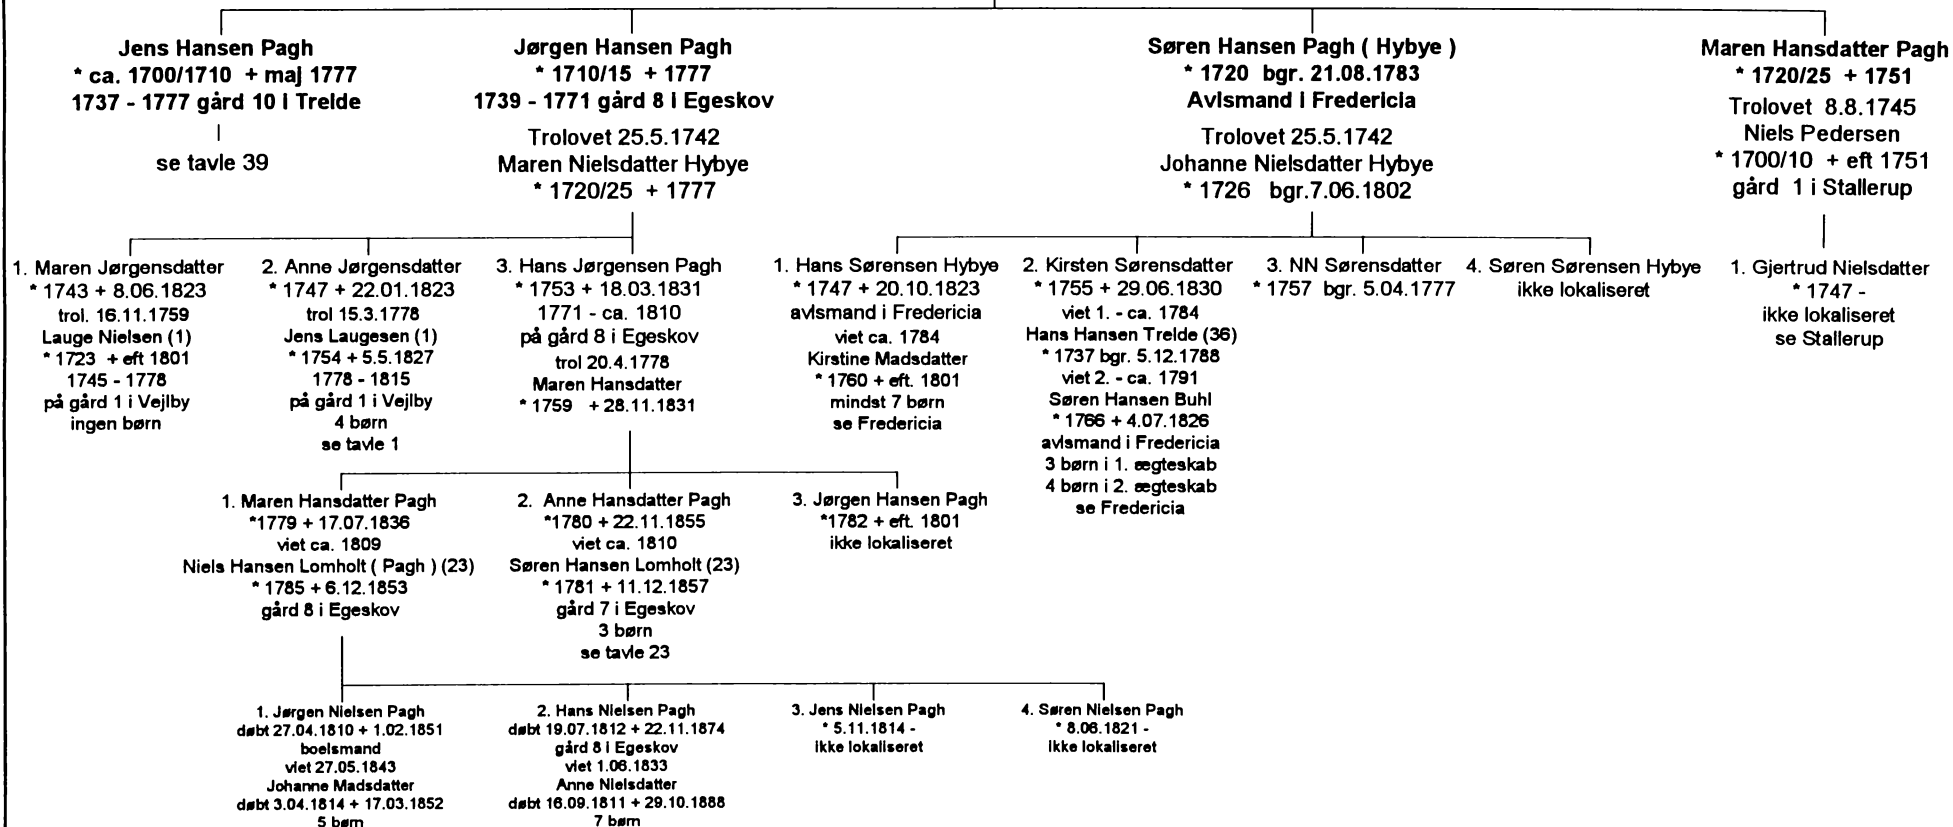 Jens Hansen Pagh
* ca. 1700/1710 + maj 1777
1737 - 1777 gård 10 i Trelde
se tavle 39
Jørgen Hansen Pagh
* 1710/15 + 1777
1739 - 1771 gård 8 i Egeskov
Trolovet 25.5.1742
Maren Nielsdatter Hybye
* 1720/25 + 1777
Søren Hansen Pagh ( Hybye )
* 1720 bgr. 21.08.1783
Avlsmand i Fredericia
Trolovet 25.5.1742
Johanne Nielsdatter Hybye
* 1726 bgr.7.06.1802
Maren Hansdatter Pagh
* 1720/25 + 1751
Trolovet 8.8.1745
Niels Pedersen
* 1700/10 + eft 1751
gård 1 i Stallerup
1. Maren Jørgensdatter
* 1743 + 8.06.1823
trol. 16.11.1759
Lauge Nielsen (1)
* 1723 + eft 1801
1745 - 1778
på gård 1 i Vejlby
ingen børn
2. Anne Jørgensdatter
* 1747 + 22.01.1823
trol 15.3.1778
Jens Laugesen (1)
* 1754 + 5.5.1827
1778 - 1815
på gård 1 i Vejlby
4 børn
se tavle 1
3. Hans Jørgensen Pagh
* 1753 + 18.03.1831
1771 - ca. 1810
på gård 8 i Egeskov
trol 20.4.1778
Maren Hansdatter
* 1759 + 28.11.1831
1. Hans Sørensen Hybye
* 1747 + 20.10.1823
avlsmand i Fredericia
viet ca. 1784
Kirstine Madsdatter
* 1760 + eft. 1801
mindst 7 børn
se Fredericia
2. Kirsten Sørensdatter
* 1755 + 29.06.1830
viet 1. - ca. 1784
Hans Hansen Trelde (36)
* 1737 bgr. 5.12.1788
viet 2. - ca. 1791
Søren Hansen Buhl
* 1766 + 4.07.1826
avlsmand i Fredericia
3 børn i 1. ægteskab
4 børn i 2. ægteskab
se Fredericia
3. NN Sørensdatter
* 1757 bgr. 5.04.1777
4. Søren Sørensen Hybye
ikke lokaliseret
1. Gjertrud Nielsdatter
* 1747 -
ikke lokaliseret
se Stallerup
1. Maren Hansdatter Pagh
*1779 + 17.07.1836
viet ca. 1809
Niels Hansen Lomholt ( Pagh ) (23)
* 1785 + 6.12.1853
gård 8 i Egeskov
2. Anne Hansdatter Pagh
*1780 + 22.11.1855
viet ca. 1810
Søren Hansen Lomholt (23)
* 1781 + 11.12.1857
gård 7 i Egeskov
3 børn
se tavle 23
3. Jørgen Hansen Pagh
*1782 + eft. 1801
ikke lokaliseret
1. Jørgen Nielsen Pagh
døbt 27.04.1810 + 1.02.1851
boelsmand
viet 27.05.1843
Johanne Madsdatter
døbt 3.04.1814 + 17.03.1852
5 børn
2. Hans Nielsen Pagh
døbt 19.07.1812 + 22.11.1874
gård 8 i Egeskov
viet 1.06.1833
Anne Nielsdatter
døbt 16.09.1811 + 29.10.1888
7 børn
3. Jens Nielsen Pagh
* 5.11.1814 -
ikke lokaliseret
4. Søren Nielsen Pagh
* 8.06.1821 -
ikke lokaliseret